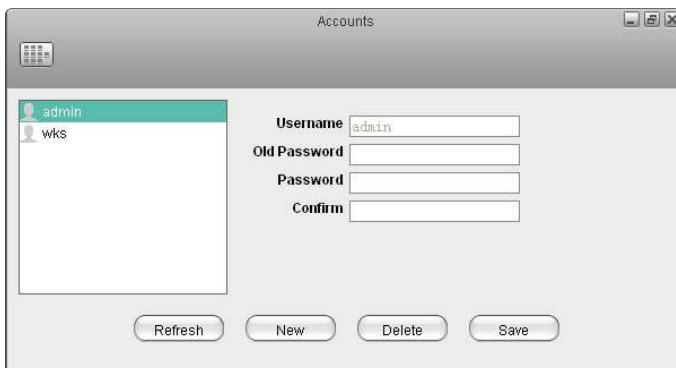 Accounts
admin
wks
Username admin
Old Password
Password
Confirm
Refresh New Delete Save